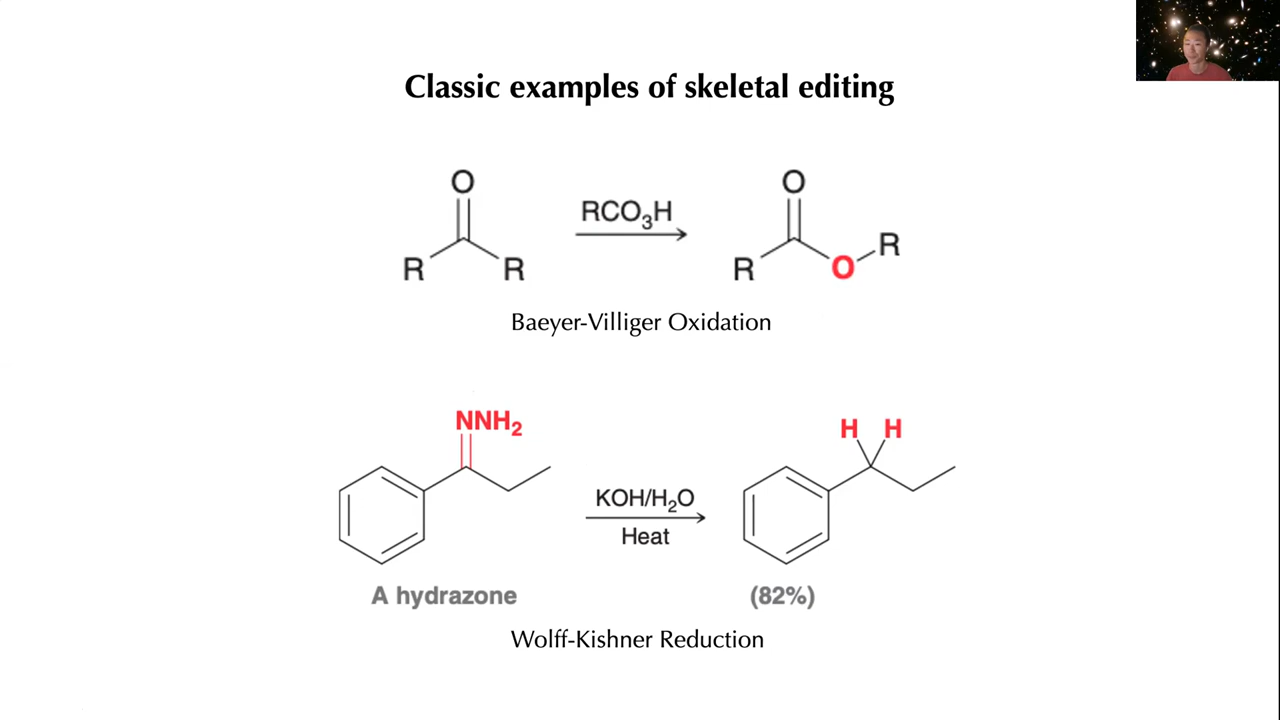 Classic examples of skeletal editing
O
R R
RCO₃H
O
R O R
Baeyer-Villiger Oxidation
NNH₂
KOH/H₂O
Heat
H H
A hydrazone
(82%)
Wolff-Kishner Reduction